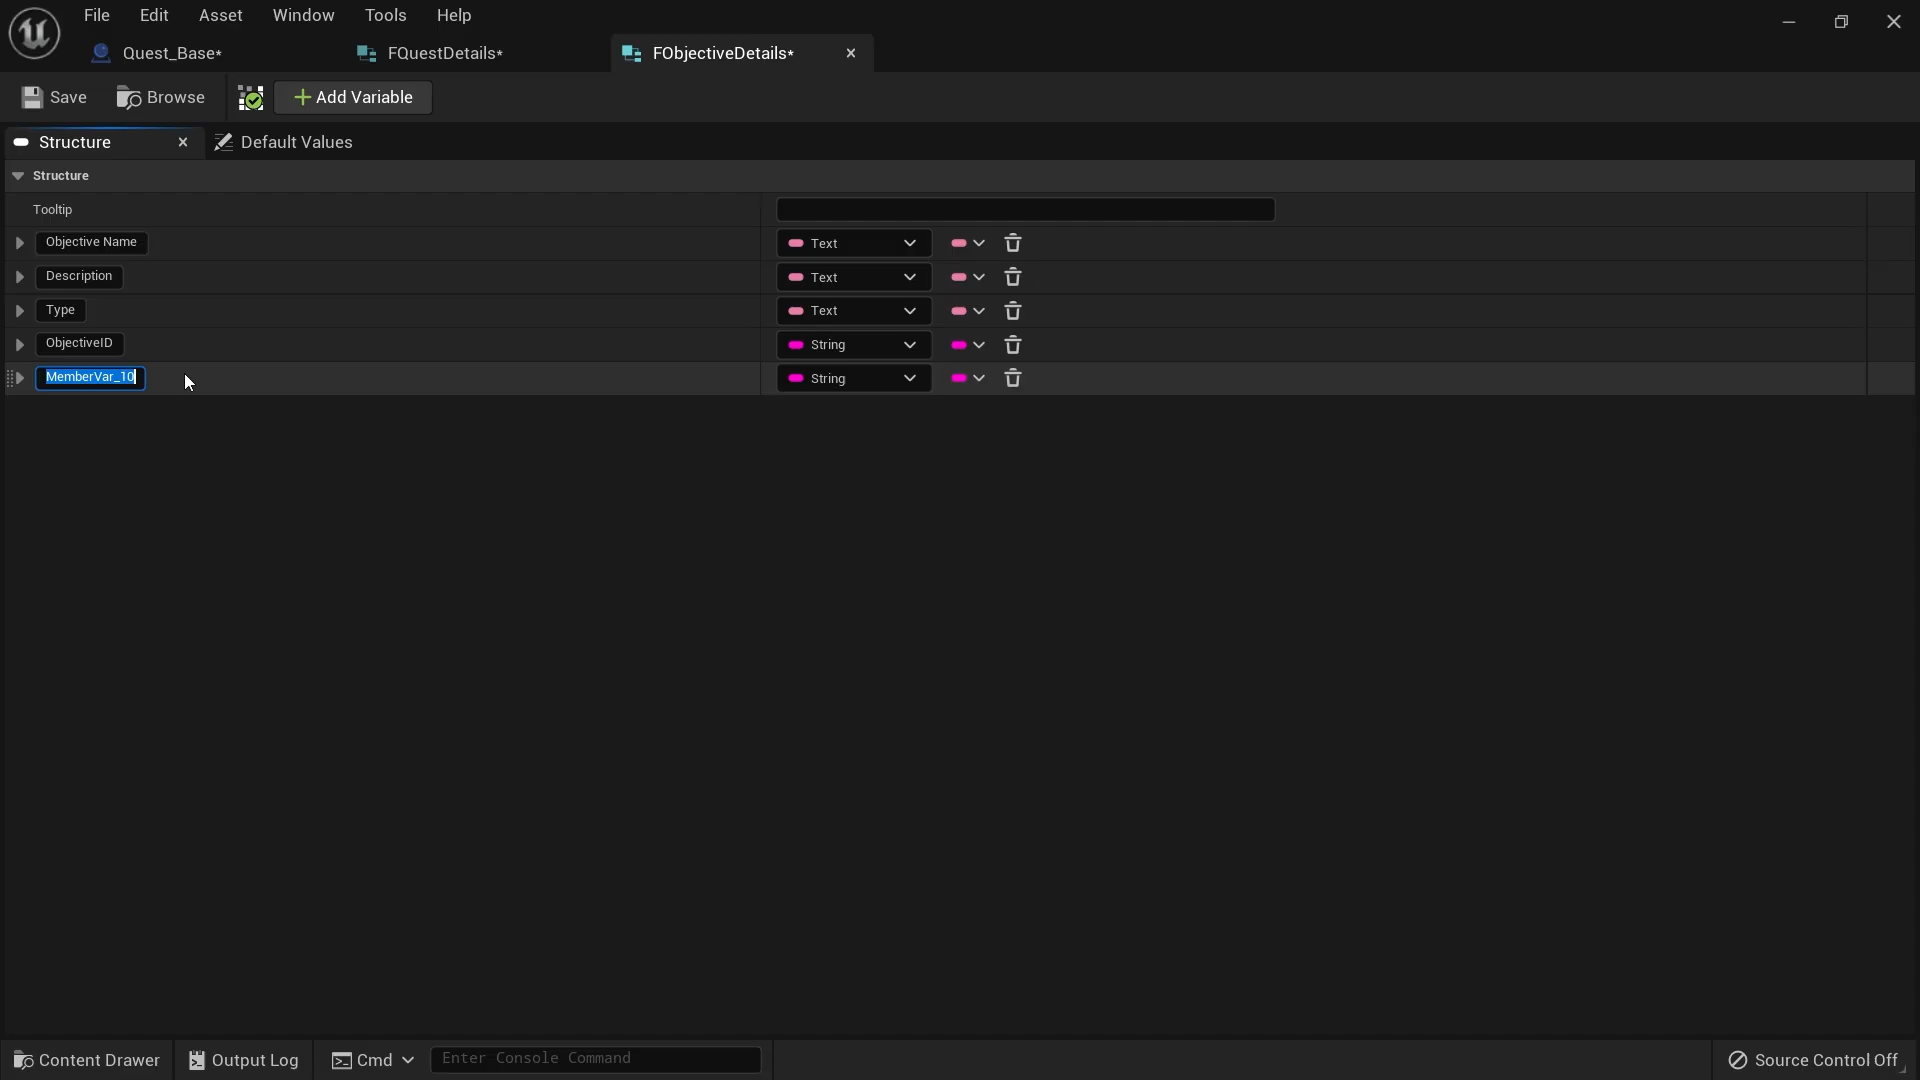 File Edit Asset Window Tools Help
Quest_Base* FQuestDetails* FObjectiveDetails*
Save Browse Add Variable
Structure Default Values
Structure
Tooltip
Objective Name Text
Description Text
Type Text
ObjectiveID String
MemberVar_10 String
Content Drawer Output Log Cmd Enter Console Command Source Control Off